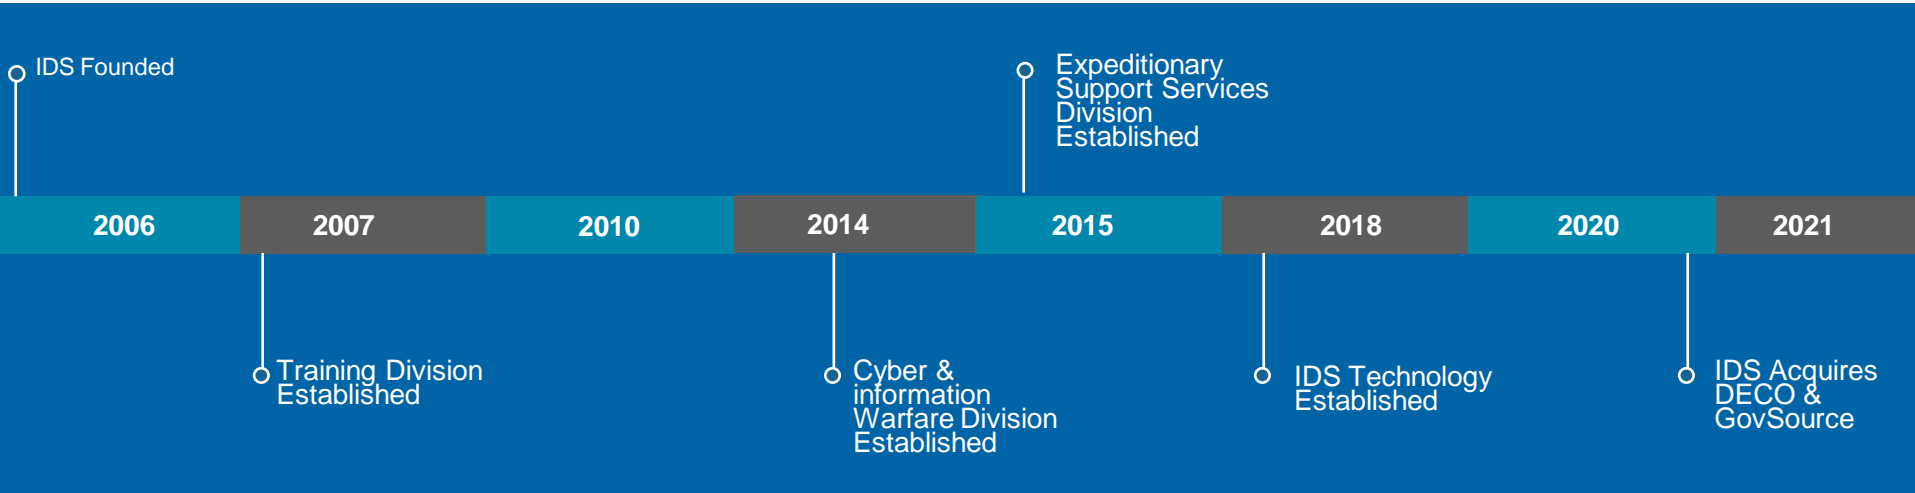 IDS Founded
Expeditionary
Support Services
Division
Established
2006
2007
2010
2014
2015
2018
2020
2021
Training Division
Established
Cyber &
information
Warfare Division
Established
IDS Technology
Established
IDS Acquires
DECO &
GovSource